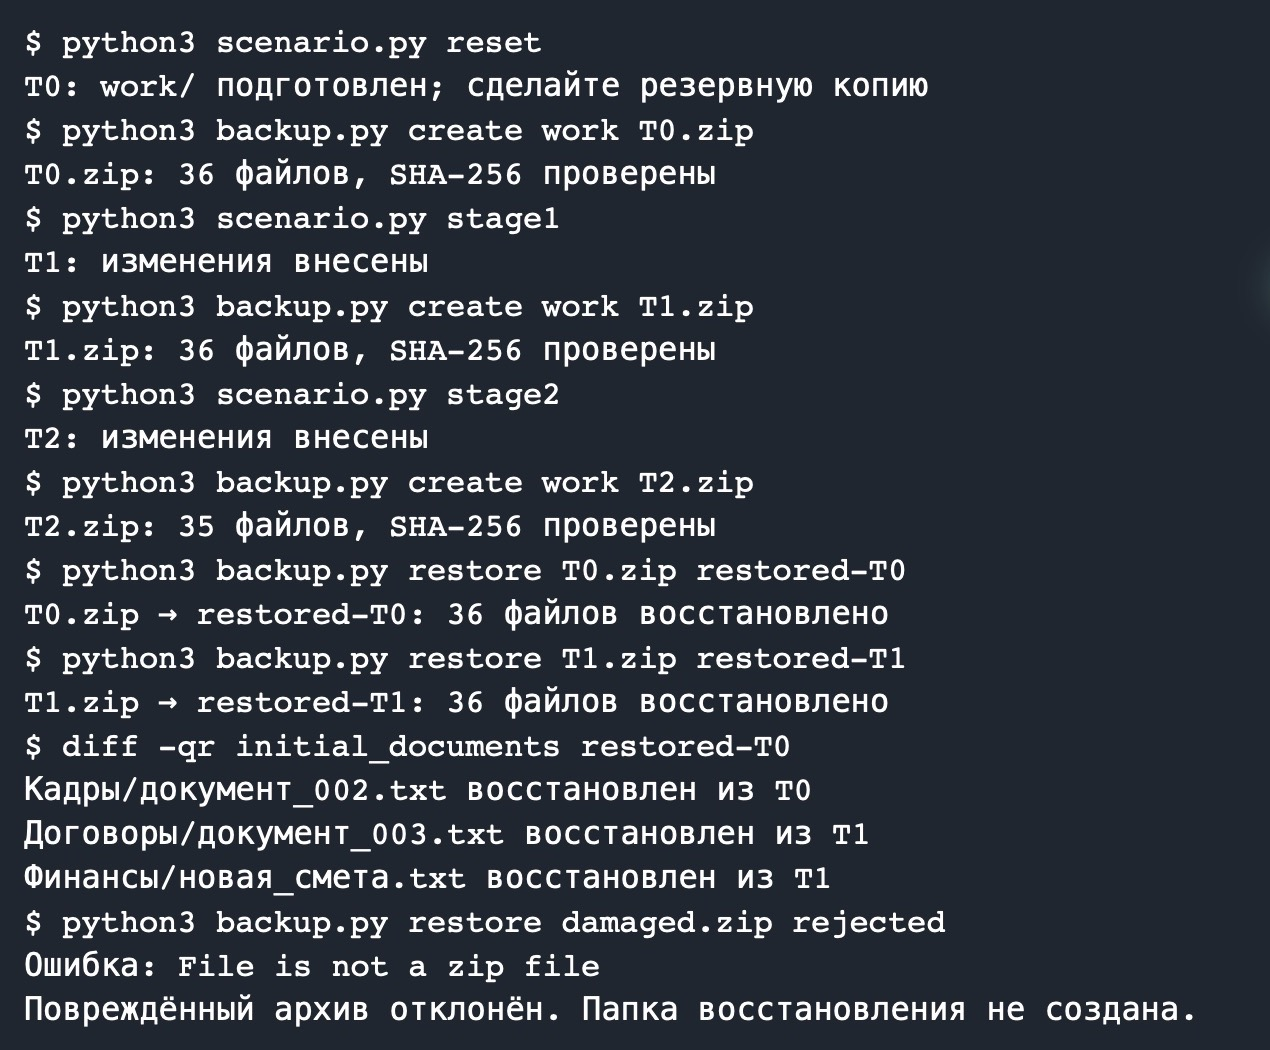 $ python3 scenario.py reset
T0: work/ подготовлен; сделайте резервную копию
$ python3 backup.py create work T0.zip
T0.zip: 36 файлов, SHA-256 проверены
$ python3 scenario.py stage1
T1: изменения внесены
$ python3 backup.py create work T1.zip
T1.zip: 36 файлов, SHA-256 проверены
$ python3 scenario.py stage2
T2: изменения внесены
$ python3 backup.py create work T2.zip
T2.zip: 35 файлов, SHA-256 проверены
$ python3 backup.py restore T0.zip restored-T0
T0.zip → restored-T0: 36 файлов восстановлено
$ python3 backup.py restore T1.zip restored-T1
T1.zip → restored-T1: 36 файлов восстановлено
$ diff -qr initial_documents restored-T0
Кадры/документ_002.txt восстановлен из T0
Договоры/документ_003.txt восстановлен из T1
Финансы/новая_смета.txt восстановлен из T1
$ python3 backup.py restore damaged.zip rejected
Ошибка: File is not a zip file
Повреждённый архив отклонён. Папка восстановления не создана.